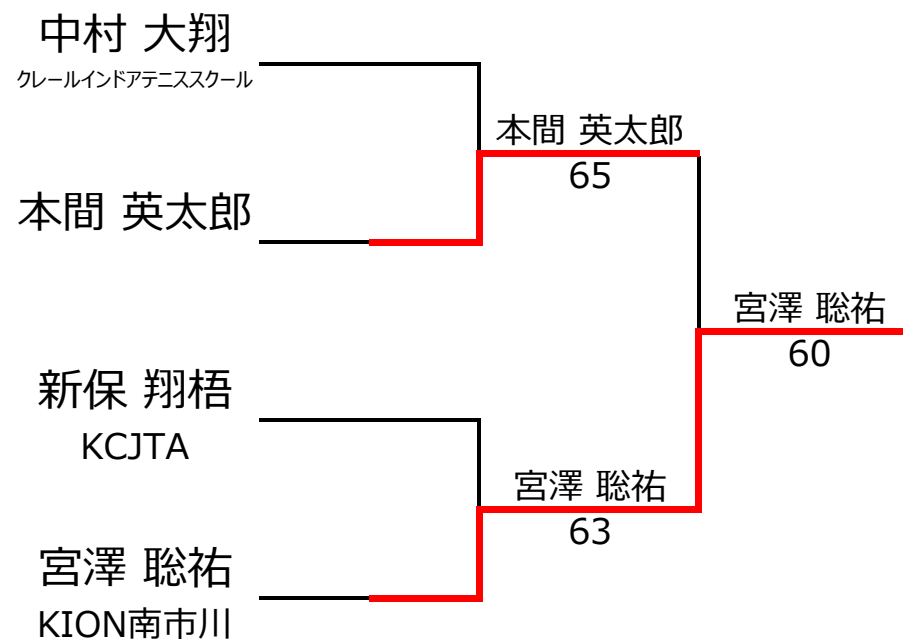 中村 大翔
クレールインドアテニススクール
本間 英太郎
65
本間 英太郎
宮澤 聡祐
60
新保 翔梧
KCJTA
宮澤 聡祐
63
宮澤 聡祐
KION南市川